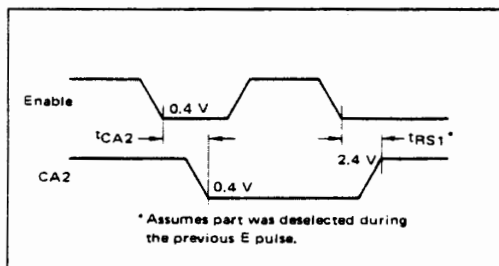 Enable
0.4 V
tCA2
tRS1*
2.4 V
CA2
0.4 V
* Assumes part was deselected during
the previous E pulse.